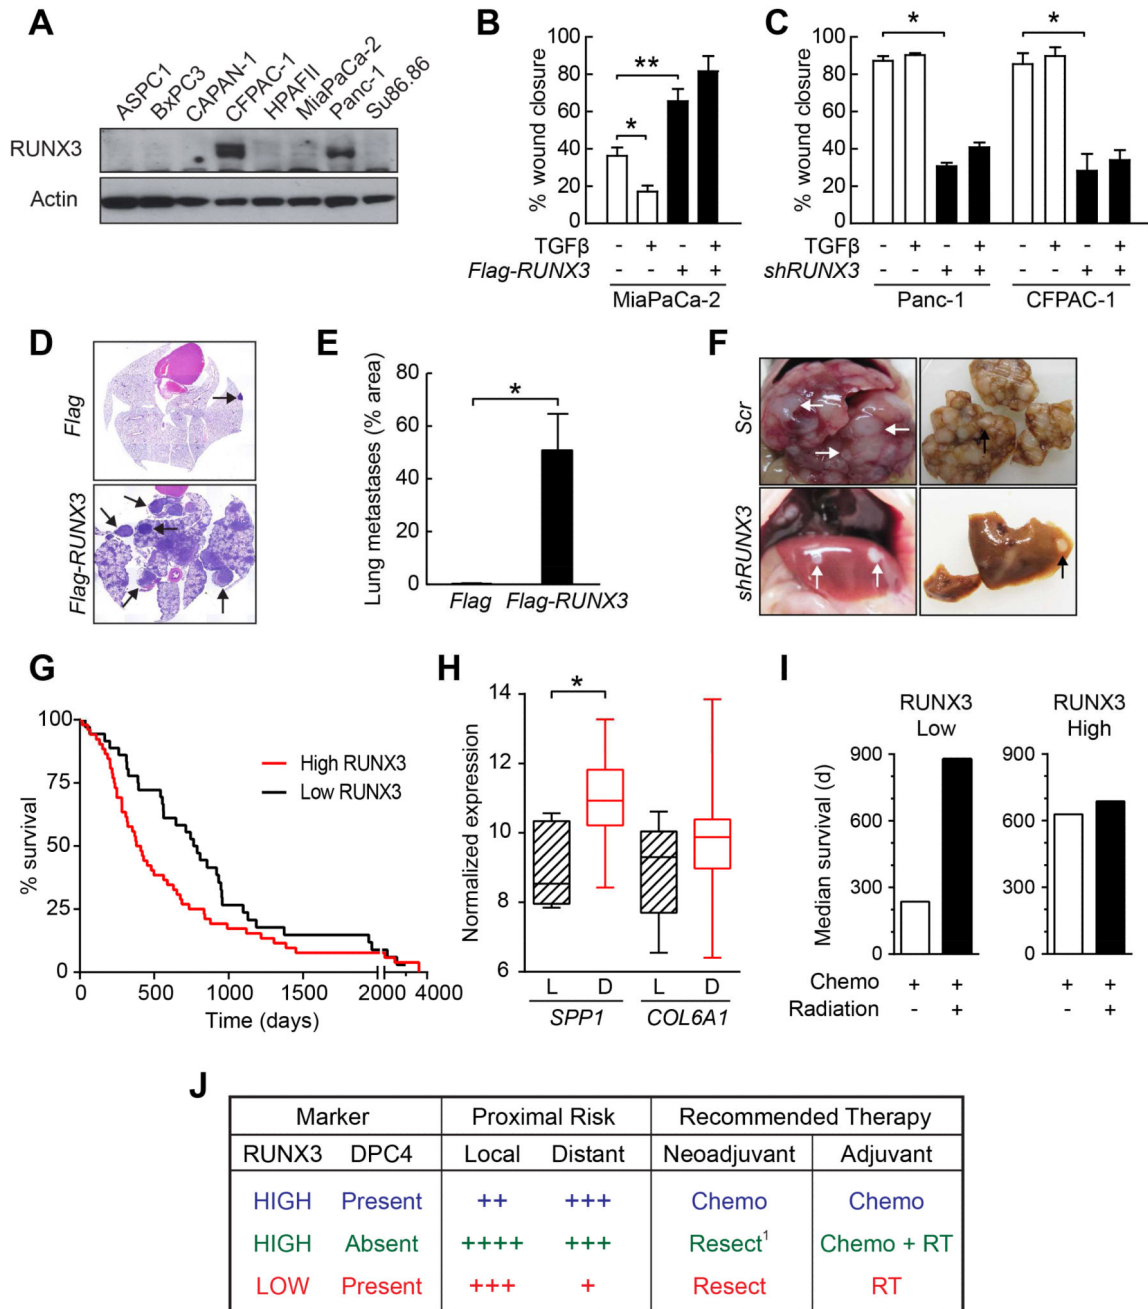 A
ASPC1
BxPC3
CAPAN-1
CFPAC-1
HPAFII
MiaPaCa-2
Panc-1
Su86.86
RUNX3
Actin
B
% wound closure
100
80
60
40
20
0
*
**
TGFβ - + - +
Flag-RUNX3 - - + +
MiaPaCa-2
C
% wound closure
100
80
60
40
20
0
* *
TGFβ - + - + - + - +
shRUNX3 - - + + - - + +
Panc-1 CFPAC-1
D
Flag
Flag-RUNX3
E
Lung metastases (% area)
80
60
40
20
0
*
Flag Flag-RUNX3
F
Scr
shRUNX3
G
% survival
100
75
50
25
0
High RUNX3
Low RUNX3
0 500 1000 1500 2000 4000
Time (days)
H
Normalized expression
14
12
10
8
6
*
L D L D
SPP1 COL6A1
I
RUNX3 Low
RUNX3 High
Median survival (d)
900 900
600 600
300 300
0 0
Chemo + + + +
Radiation - + - +
J
Marker Proximal Risk Recommended Therapy
RUNX3 DPC4 Local Distant Neoadjuvant Adjuvant
HIGH Present ++ +++ Chemo Chemo
HIGH Absent ++++ +++ Resect¹ Chemo + RT
LOW Present +++ + Resect RT